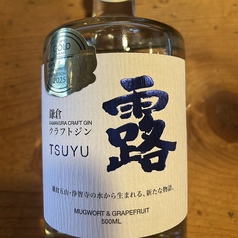 GOLD
2025
露
鎌倉
KAMAKURA CRAFT GIN
クラフトジン
TSUYU
鎌倉五山・浄智寺の水から生まれる、新たな物語。
MUGWORT & GRAPEFRUIT
500ML